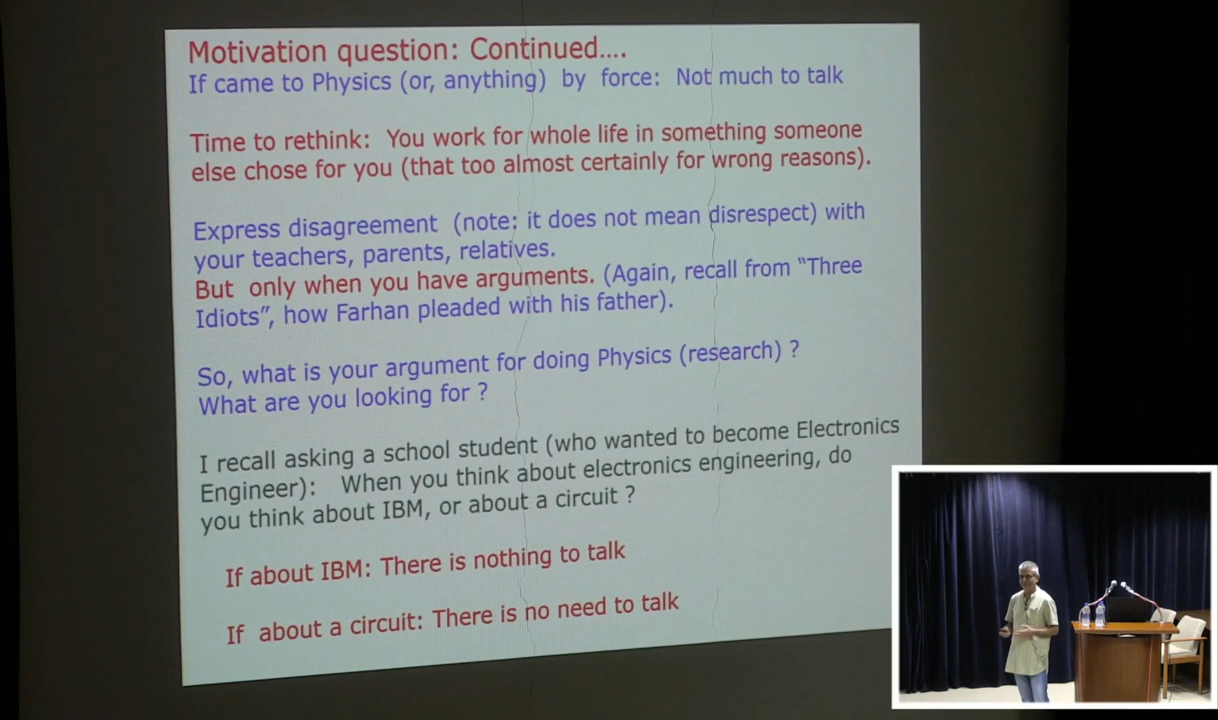 Motivation question: Continued....
If came to Physics (or, anything) by force: Not much to talk
Time to rethink: You work for whole life in something someone
else chose for you (that too almost certainly for wrong reasons).
Express disagreement (note: it does not mean disrespect) with
your teachers, parents, relatives.
But only when you have arguments. (Again, recall from “Three
Idiots”, how Farhan pleaded with his father).
So, what is your argument for doing Physics (research) ?
What are you looking for ?
I recall asking a school student (who wanted to become Electronics
Engineer): When you think about electronics engineering, do
you think about IBM, or about a circuit ?
If about IBM: There is nothing to talk
If about a circuit: There is no need to talk